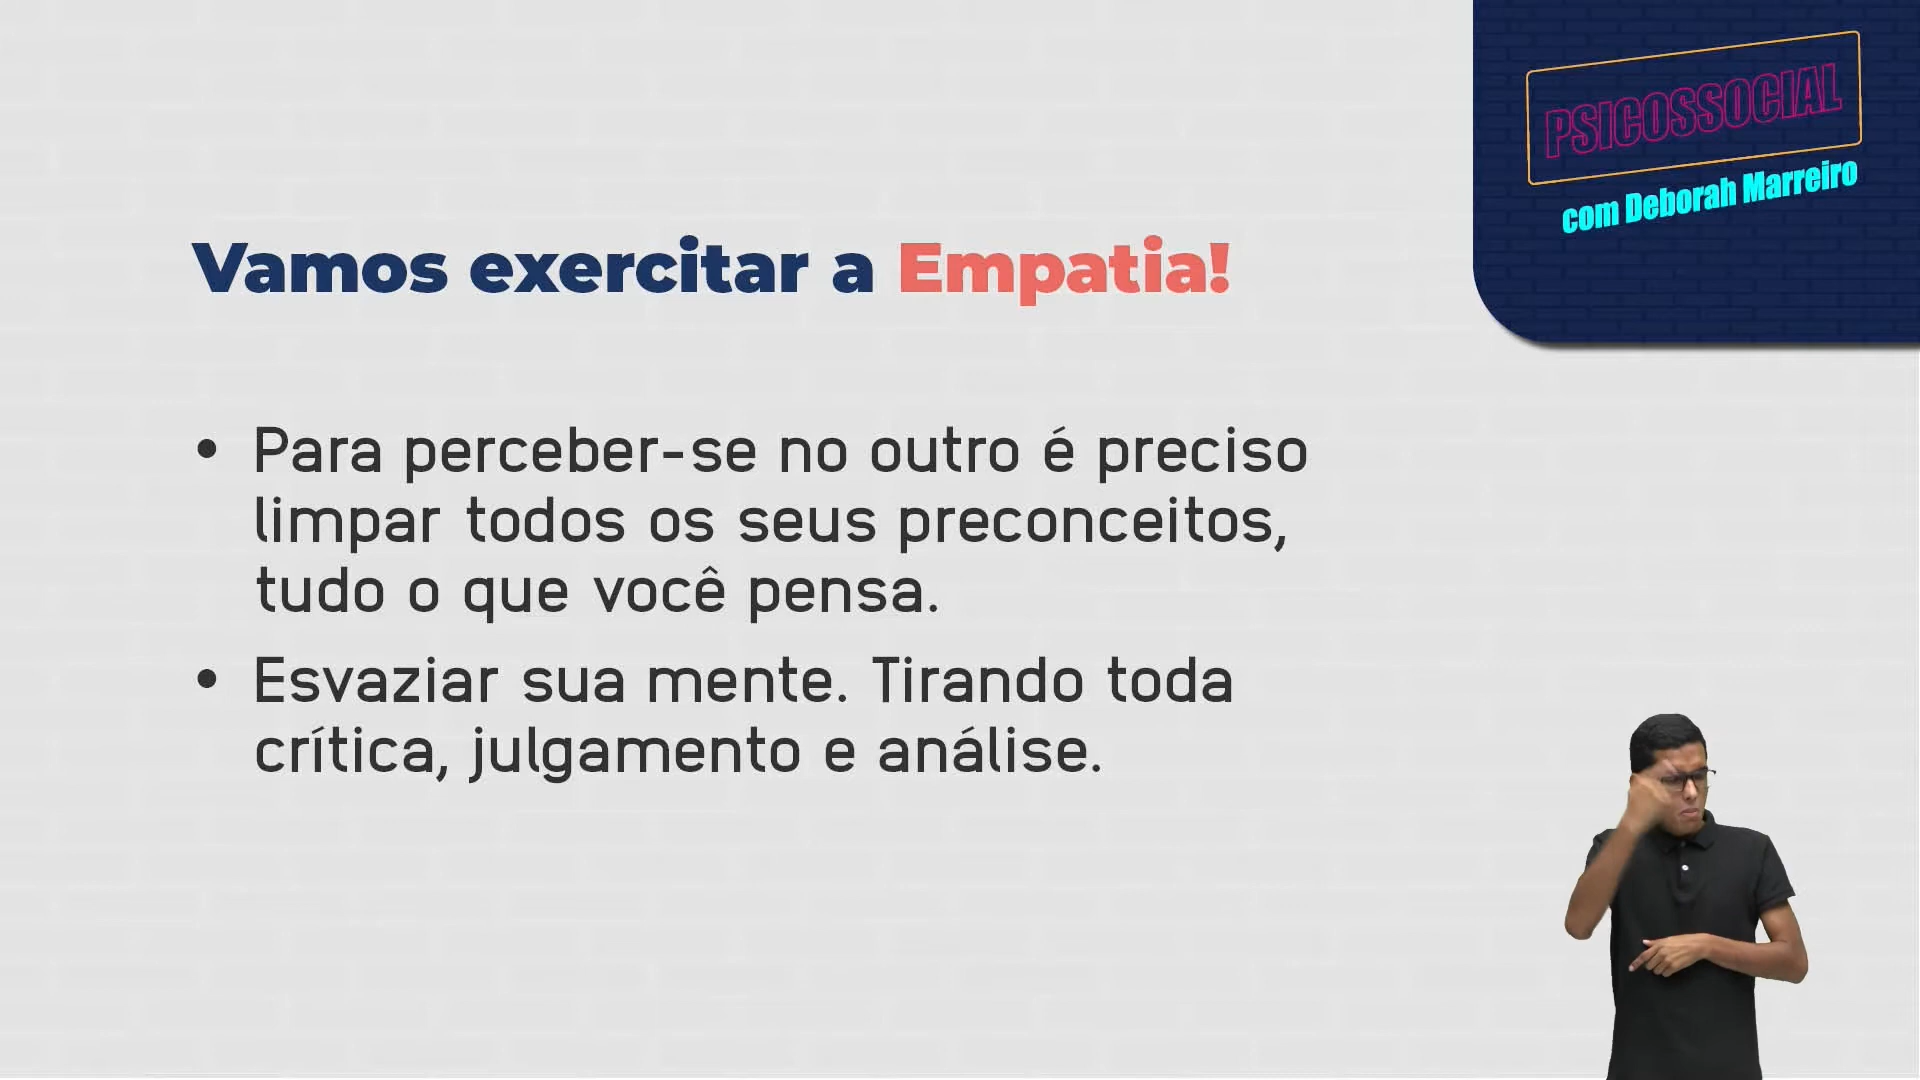 PSICOSSOCIAL
com Deborah Marreiro
Vamos exercitar a Empatia!
• Para perceber-se no outro é preciso
limpar todos os seus preconceitos,
tudo o que você pensa.
• Esvaziar sua mente. Tirando toda
crítica, julgamento e análise.